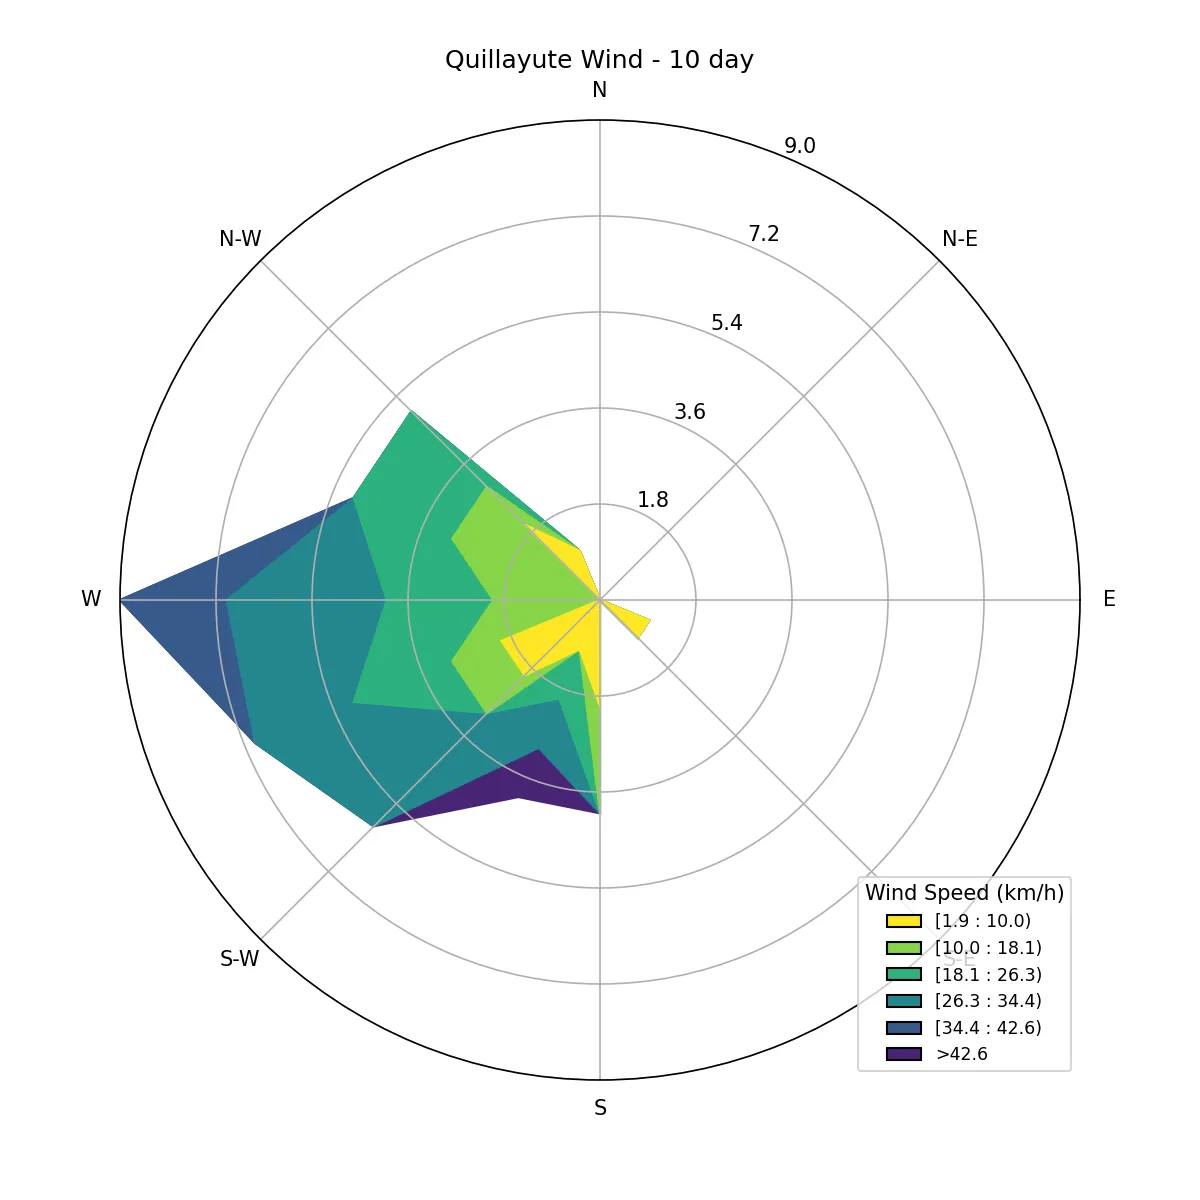 Quillayute Wind - 10 day
N
9.0
N-W
N-E
7.2
5.4
3.6
1.8
W
E
S-W
S-E
S
Wind Speed (km/h)
[1.9 : 10.0)
[10.0 : 18.1)
[18.1 : 26.3)
[26.3 : 34.4)
[34.4 : 42.6)
>42.6